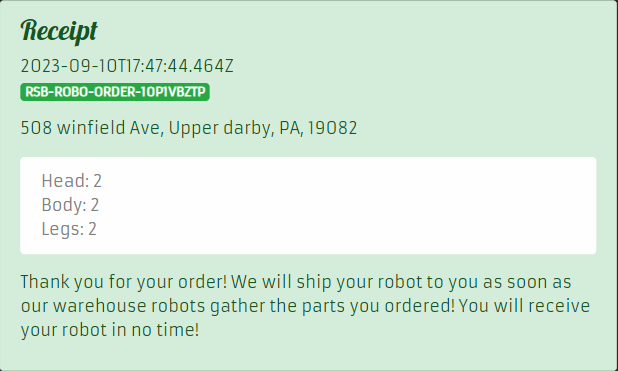 Receipt
2023-09-10T17:47:44.464Z
RSB-ROBO-ORDER-1OP1VBZTP
508 winfield Ave, Upper darby, PA, 19082
Head: 2
Body: 2
Legs: 2
Thank you for your order! We will ship your robot to you as soon as
our warehouse robots gather the parts you ordered! You will receive
your robot in no time!